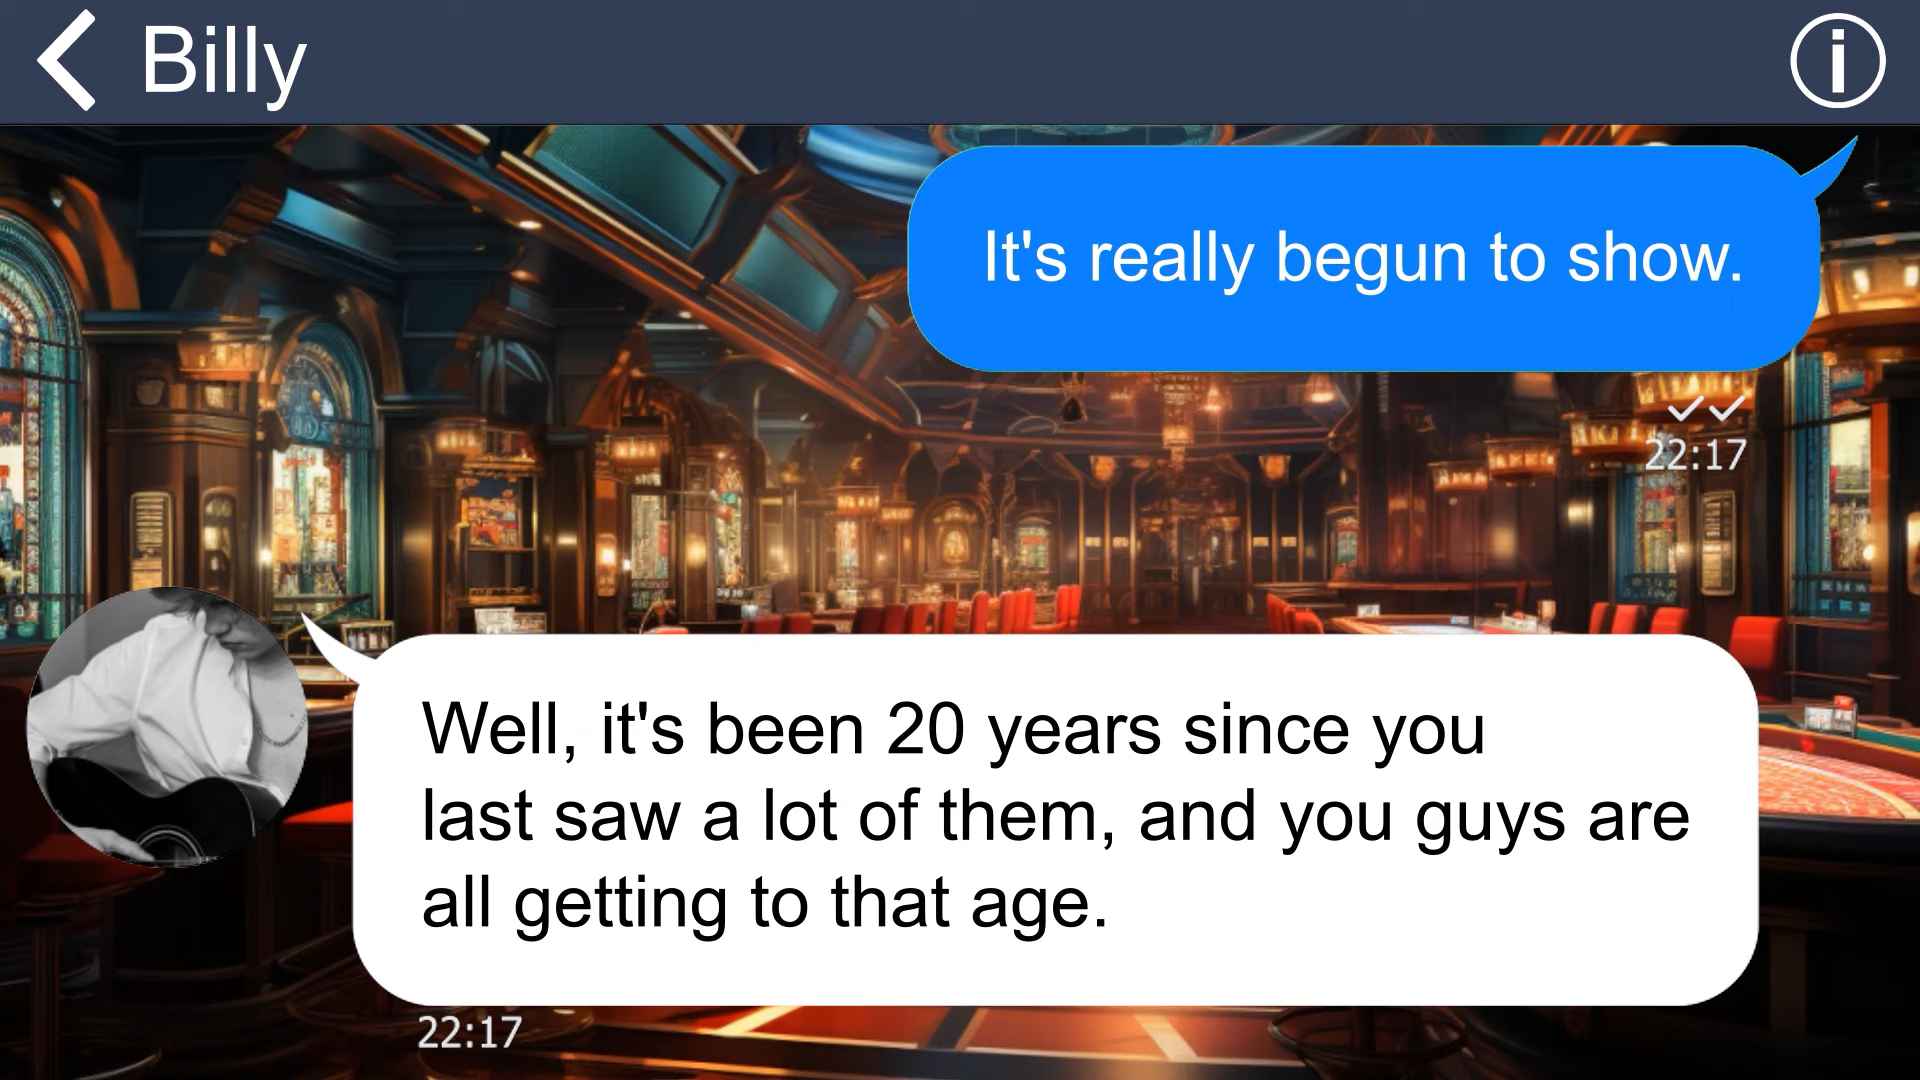 Billy
It's really begun to show.
22:17
Well, it's been 20 years since you
last saw a lot of them, and you guys are
all getting to that age.
22:17